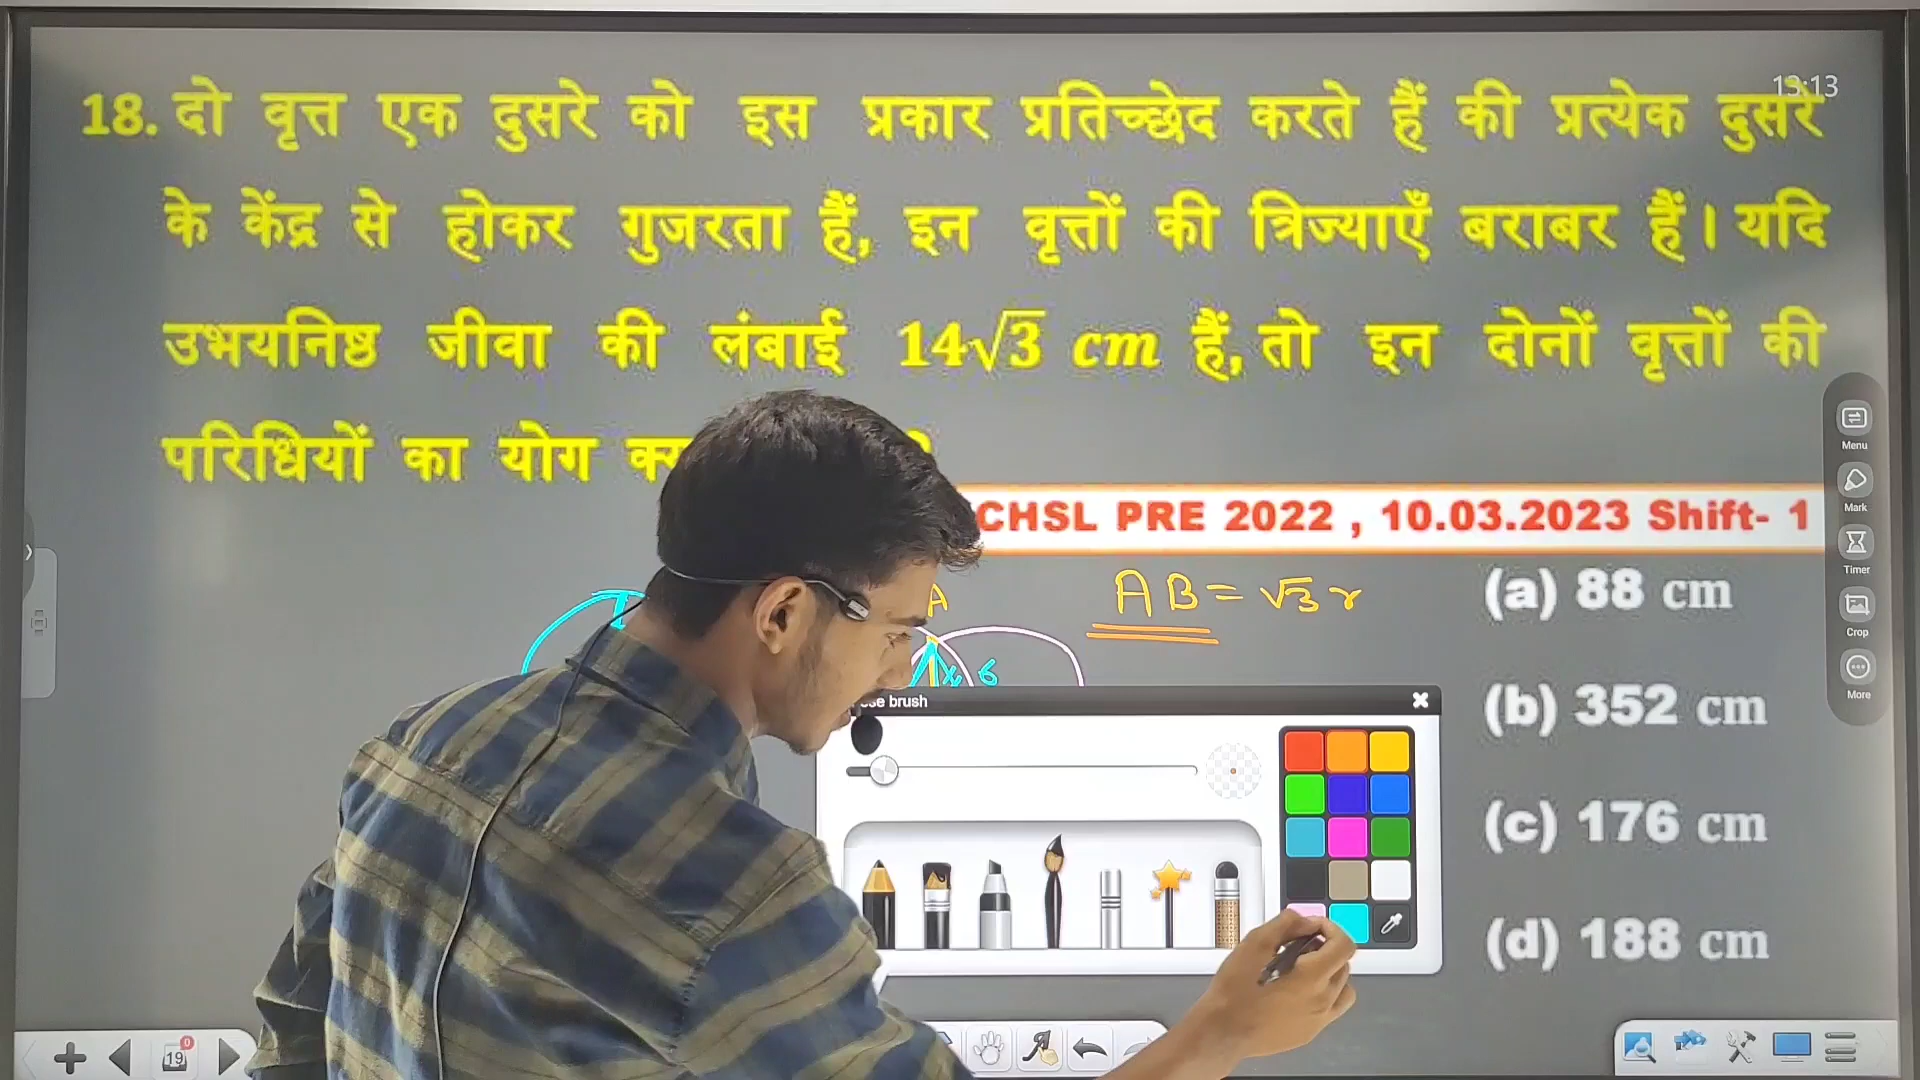 13:13
18. दो वृत्त एक दुसरे को इस प्रकार प्रतिच्छेद करते हैं की प्रत्येक दुसरे
के केंद्र से होकर गुजरता हैं, इन वृत्तों की त्रिज्याएँ बराबर हैं। यदि
उभयनिष्ठ जीवा की लंबाई 14√3 cm हैं, तो इन दोनों वृत्तों की
परिधियों का योग
CHSL PRE 2022 , 10.03.2023 Shift- 1
A
AB = √3 r
(a) 88 cm
(b) 352 cm
(c) 176 cm
(d) 188 cm
brush
Menu
Mark
Timer
Crop
More
19
0